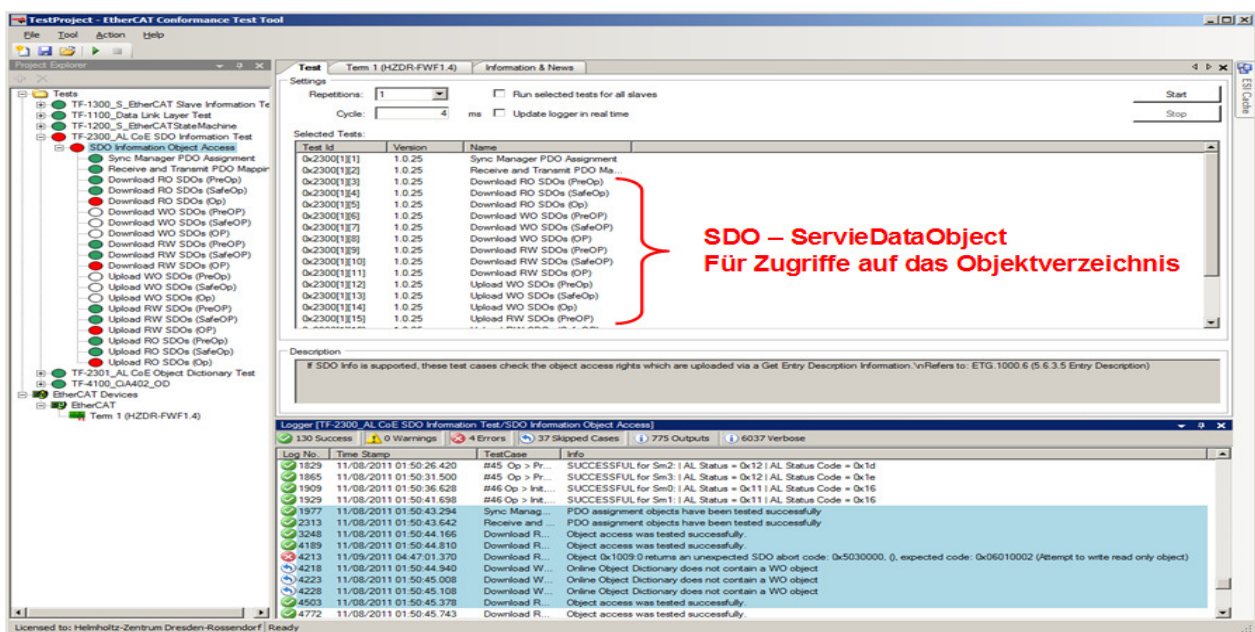 TestProject - EtherCAT Conformance Test Tool
File Tool Action Help
Project Explorer
Tests
TF-1300_S_EtherCAT Slave Information Te
TF-1100_Data Link Layer Test
TF-1200_S_EtherCATStateMachine
TF-2300_AL CoE SDO Information Test
SDO Information Object Access
Sync Manager PDO Assignment
Receive and Transmit PDO Mappin
Download RO SDOs (PreOp)
Download RO SDOs (SafeOp)
Download RO SDOs (Op)
Download WO SDOs (PreOP)
Download WO SDOs (SafeOP)
Download WO SDOs (OP)
Download RW SDOs (PreOP)
Download RW SDOs (SafeOP)
Download RW SDOs (OP)
Upload WO SDOs (PreOp)
Upload WO SDOs (SafeOp)
Upload WO SDOs (Op)
Upload RW SDOs (PreOP)
Upload RW SDOs (SafeOP)
Upload RW SDOs (OP)
Upload RO SDOs (PreOp)
Upload RO SDOs (SafeOp)
Upload RO SDOs (Op)
TF-2301_AL CoE Object Dictionary Test
TF-4100_CiA402_OD
EtherCAT Devices
EtherCAT
Term 1 (HZDR-FWF1.4)
Test Term 1 (HZDR-FWF1.4) Information & News
ESI Cache
Settings
Repetitions: 1 Run selected tests for all slaves Start
Cycle: 4 ms Update logger in real time Stop
Selected Tests:
Test Id Version Name
0x2300[1][1] 1.0.25 Sync Manager PDO Assignment
0x2300[1][2] 1.0.25 Receive and Transmit PDO Ma...
0x2300[1][3] 1.0.25 Download RO SDOs (PreOp)
0x2300[1][4] 1.0.25 Download RO SDOs (SafeOp)
0x2300[1][5] 1.0.25 Download RO SDOs (Op)
0x2300[1][6] 1.0.25 Download WO SDOs (PreOP)
0x2300[1][7] 1.0.25 Download WO SDOs (SafeOP)
0x2300[1][8] 1.0.25 Download WO SDOs (OP)
0x2300[1][9] 1.0.25 Download RW SDOs (PreOP)
0x2300[1][10] 1.0.25 Download RW SDOs (SafeOP)
0x2300[1][11] 1.0.25 Download RW SDOs (OP)
0x2300[1][12] 1.0.25 Upload WO SDOs (PreOp)
0x2300[1][13] 1.0.25 Upload WO SDOs (SafeOp)
0x2300[1][14] 1.0.25 Upload WO SDOs (Op)
0x2300[1][15] 1.0.25 Upload RW SDOs (PreOP)
SDO – ServieDataObject
Für Zugriffe auf das Objektverzeichnis
Description
If SDO Info is supported, these test cases check the object access rights which are uploaded via a Get Entry Description Information.\nRefers to: ETG.1000.6 (5.6.3.5 Entry Description)
Logger [TF-2300_AL CoE SDO Information Test/SDO Information Object Access]
130 Success 0 Warnings 4 Errors 37 Skipped Cases 775 Outputs 6037 Verbose
Log No. Time Stamp TestCase Info
1829 11/08/2011 01:50:26.420 #45 Op > Pr... SUCCESSFUL for Sm2: | AL Status = 0x12 | AL Status Code = 0x1d
1865 11/08/2011 01:50:31.500 #45 Op > Pr... SUCCESSFUL for Sm3: | AL Status = 0x12 | AL Status Code = 0x1e
1909 11/08/2011 01:50:36.628 #46 Op > Init,... SUCCESSFUL for Sm0: | AL Status = 0x11 | AL Status Code = 0x16
1929 11/08/2011 01:50:41.698 #46 Op > Init,... SUCCESSFUL for Sm1: | AL Status = 0x11 | AL Status Code = 0x16
1977 11/08/2011 01:50:43.294 Sync Manag... PDO assignment objects have been tested successfully
2313 11/08/2011 01:50:43.642 Receive and ... PDO assignment objects have been tested successfully
3248 11/08/2011 01:50:44.166 Download R... Object access was tested successfully.
4189 11/08/2011 01:50:44.810 Download R... Object access was tested successfully.
4213 11/09/2011 04:47:01.370 Download R... Object 0x1009:0 returns an unexpected SDO abort code: 0x5030000, (), expected code: 0x06010002 (Attempt to write read only object)
4218 11/08/2011 01:50:44.940 Download W... Online Object Dictionary does not contain a WO object
4223 11/08/2011 01:50:45.008 Download W... Online Object Dictionary does not contain a WO object
4228 11/08/2011 01:50:45.108 Download W... Online Object Dictionary does not contain a WO object
4503 11/08/2011 01:50:45.378 Download R... Object access was tested successfully.
4772 11/08/2011 01:50:45.743 Download R... Object access was tested successfully.
Licensed to: Helmholtz-Zentrum Dresden-Rossendorf Ready